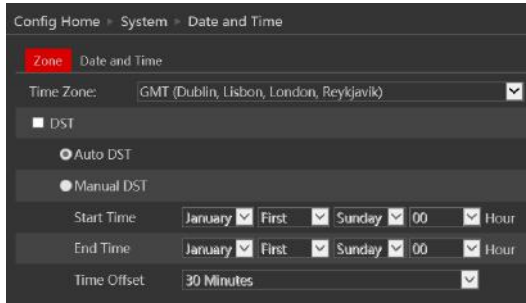 Config Home System Date and Time
Zone Date and Time
Time Zone: GMT (Dublin, Lisbon, London, Reykjavik)
DST
Auto DST
Manual DST
Start Time January First Sunday 00 Hour
End Time January First Sunday 00 Hour
Time Offset 30 Minutes